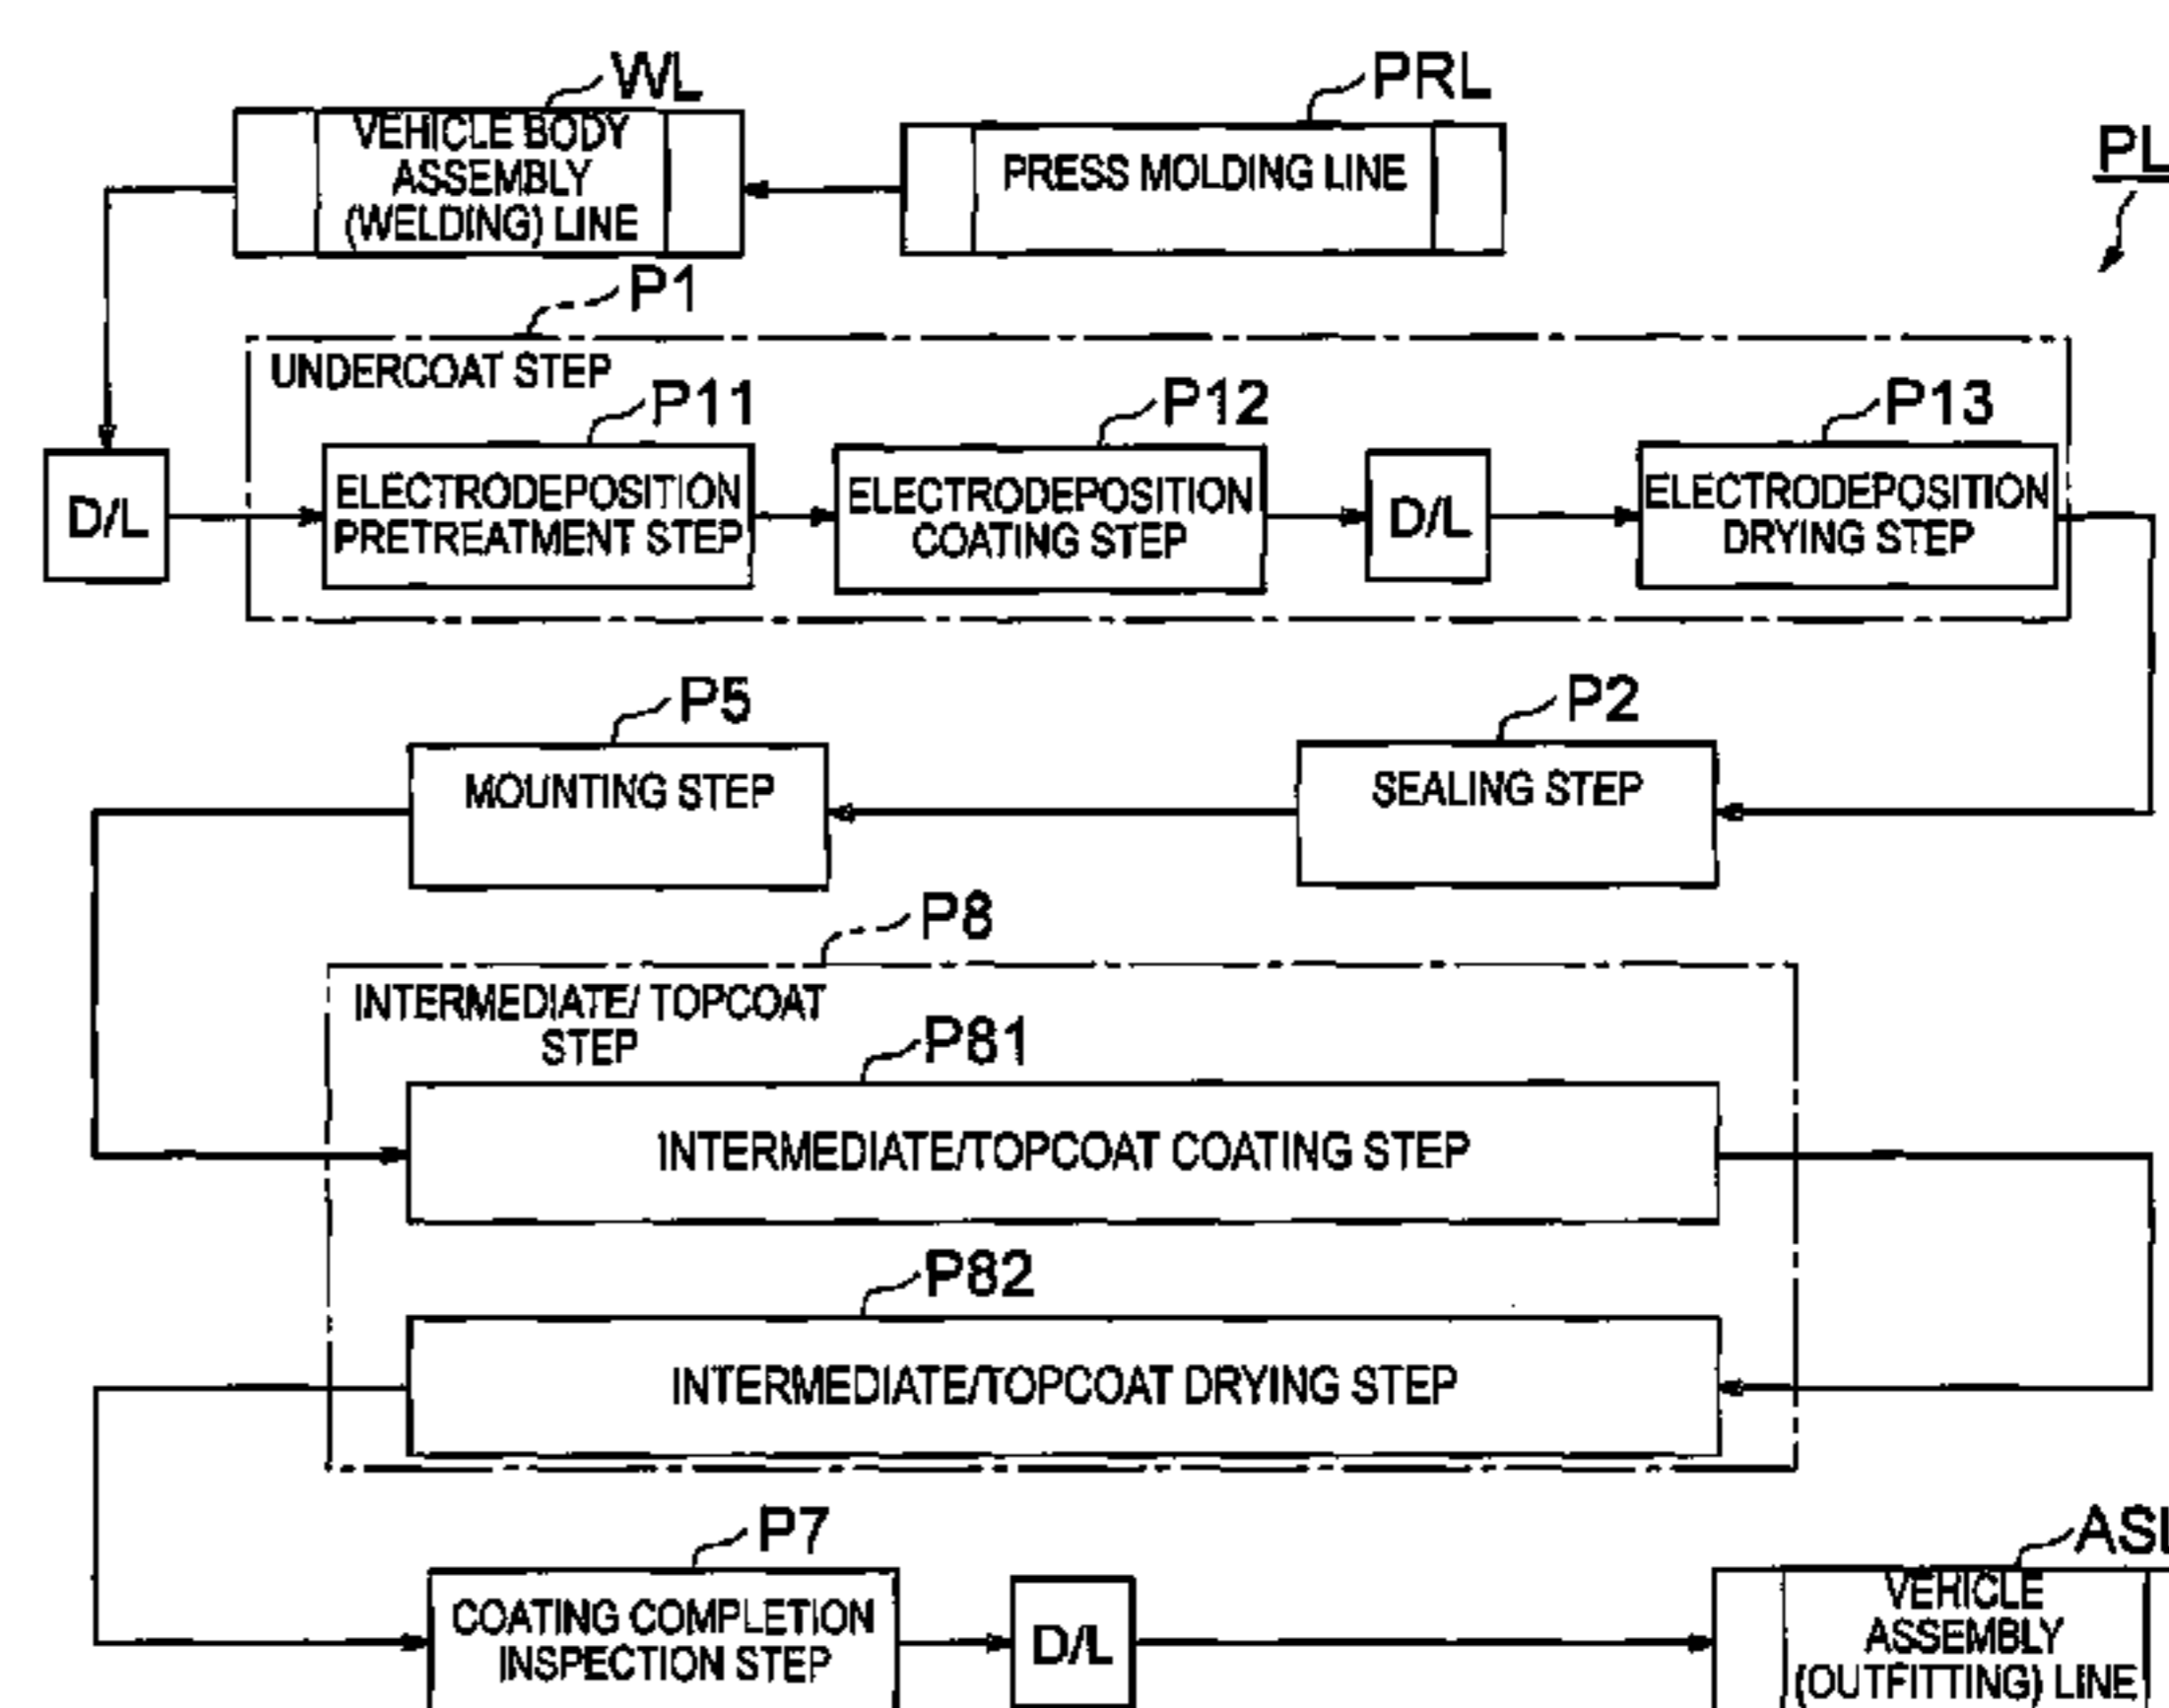 WL
PRL
VEHICLE BODY
ASSEMBLY
(WELDING) LINE
PRESS MOLDING LINE
PL
P1
UNDERCOAT STEP
P11
P12
P13
D/L
ELECTRODEPOSITION
PRETREATMENT STEP
ELECTRODEPOSITION
COATING STEP
D/L
ELECTRODEPOSITION
DRYING STEP
P5
P2
MOUNTING STEP
SEALING STEP
P8
INTERMEDIATE/ TOPCOAT
STEP
P81
INTERMEDIATE/TOPCOAT COATING STEP
P82
INTERMEDIATE/TOPCOAT DRYING STEP
P7
ASL
COATING COMPLETION
INSPECTION STEP
D/L
VEHICLE
ASSEMBLY
(OUTFITTING) LINE